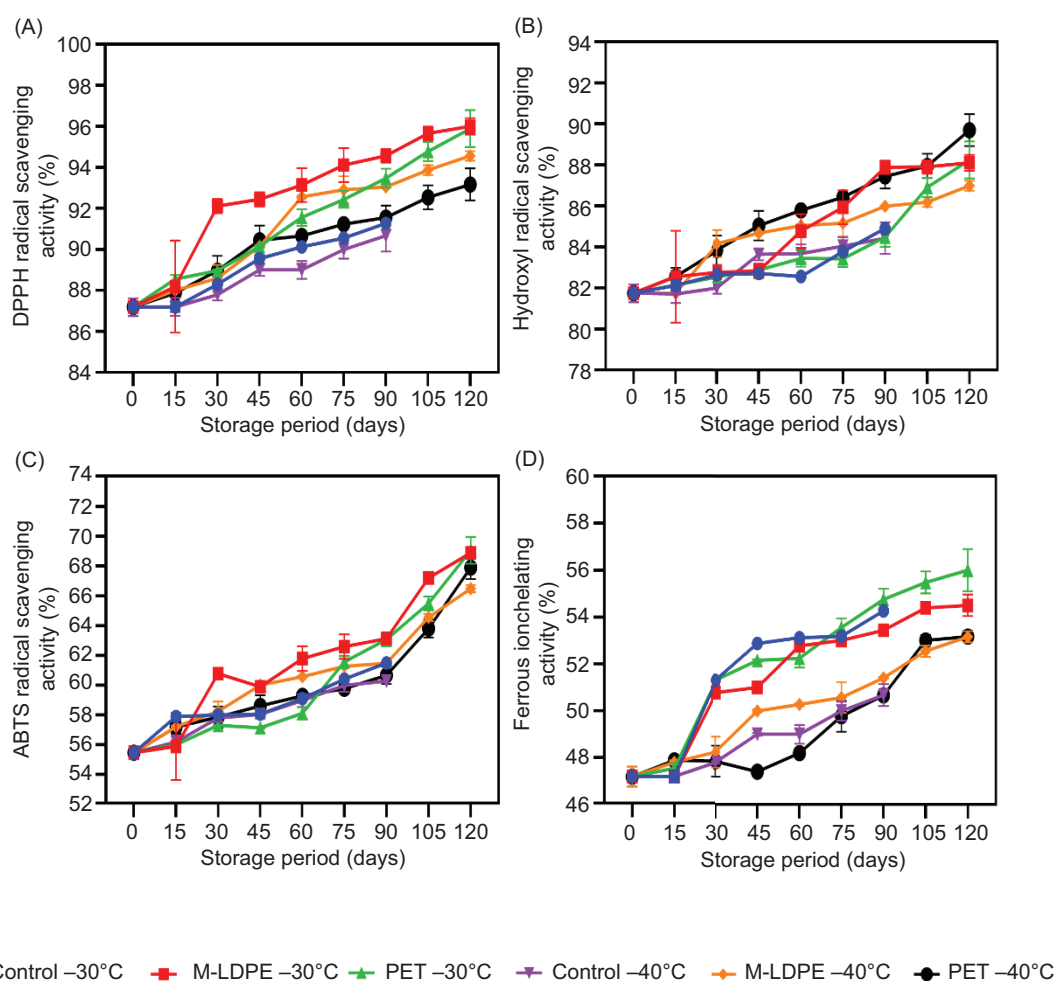 (A)
DPPH radical scavenging
activity (%)
100
98
96
94
92
90
88
86
84
0 15 30 45 60 75 90 105 120
Storage period (days)
(B)
Hydroxyl radical scavenging
activity (%)
94
92
90
88
86
84
82
80
78
0 15 30 45 60 75 90 105 120
Storage period (days)
(C)
ABTS radical scavenging
activity (%)
74
72
70
68
66
64
62
60
58
56
54
52
0 15 30 45 60 75 90 105 120
Storage period (days)
(D)
Ferrous ionchelating
activity (%)
60
58
56
54
52
50
48
46
0 15 30 45 60 75 90 105 120
Storage period (days)
Control –30°C M-LDPE –30°C PET –30°C Control –40°C M-LDPE –40°C PET –40°C